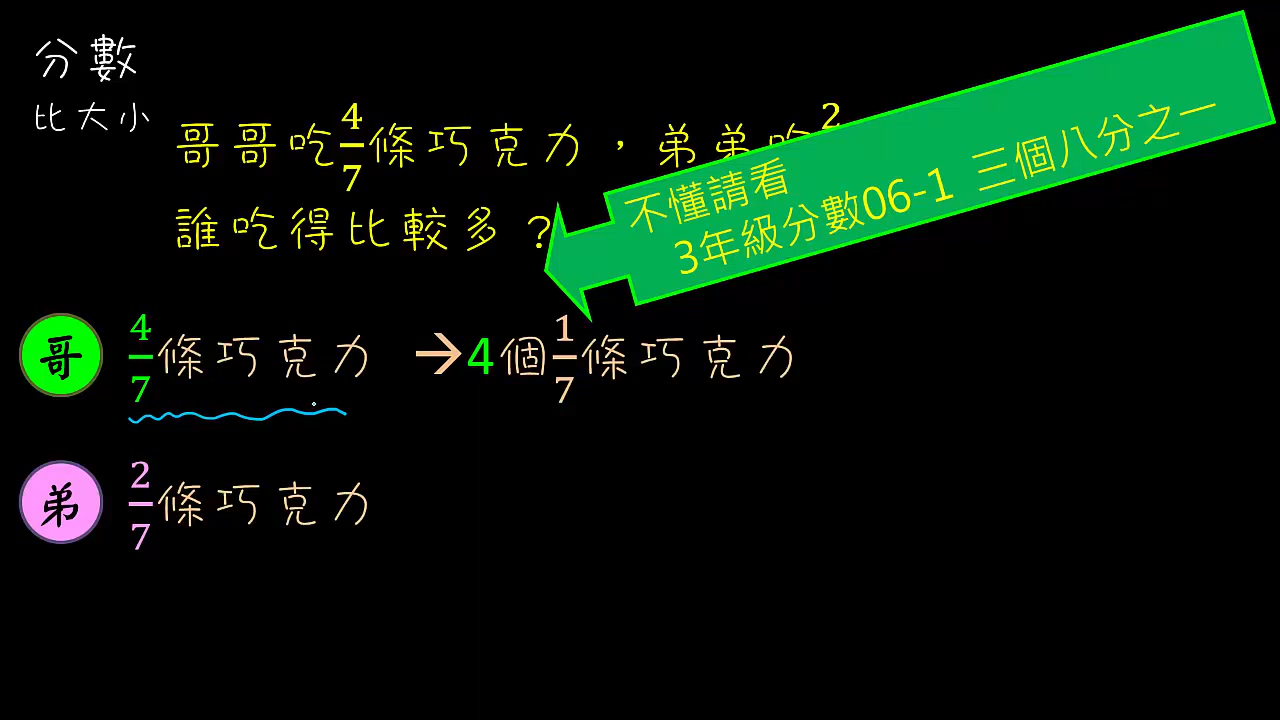 分數
比大小
哥哥吃4/7條巧克力，弟弟吃2
誰吃得比較多？
不懂請看
3年級分數06-1 三個八分之一
哥 4/7條巧克力 →4個1/7條巧克力
弟 2/7條巧克力